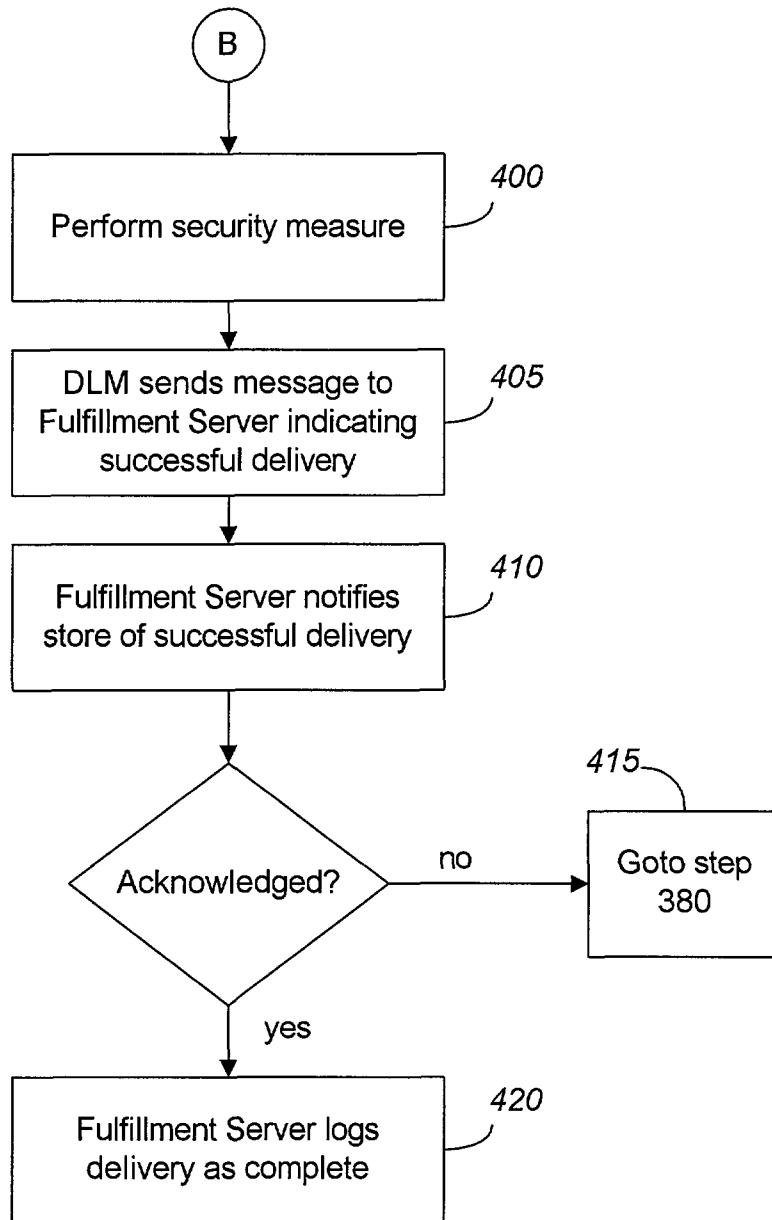 B
400
Perform security measure
405
DLM sends message to
Fulfillment Server indicating
successful delivery
410
Fulfillment Server notifies
store of successful delivery
415
Acknowledged?
no
Goto step
380
yes
420
Fulfillment Server logs
delivery as complete